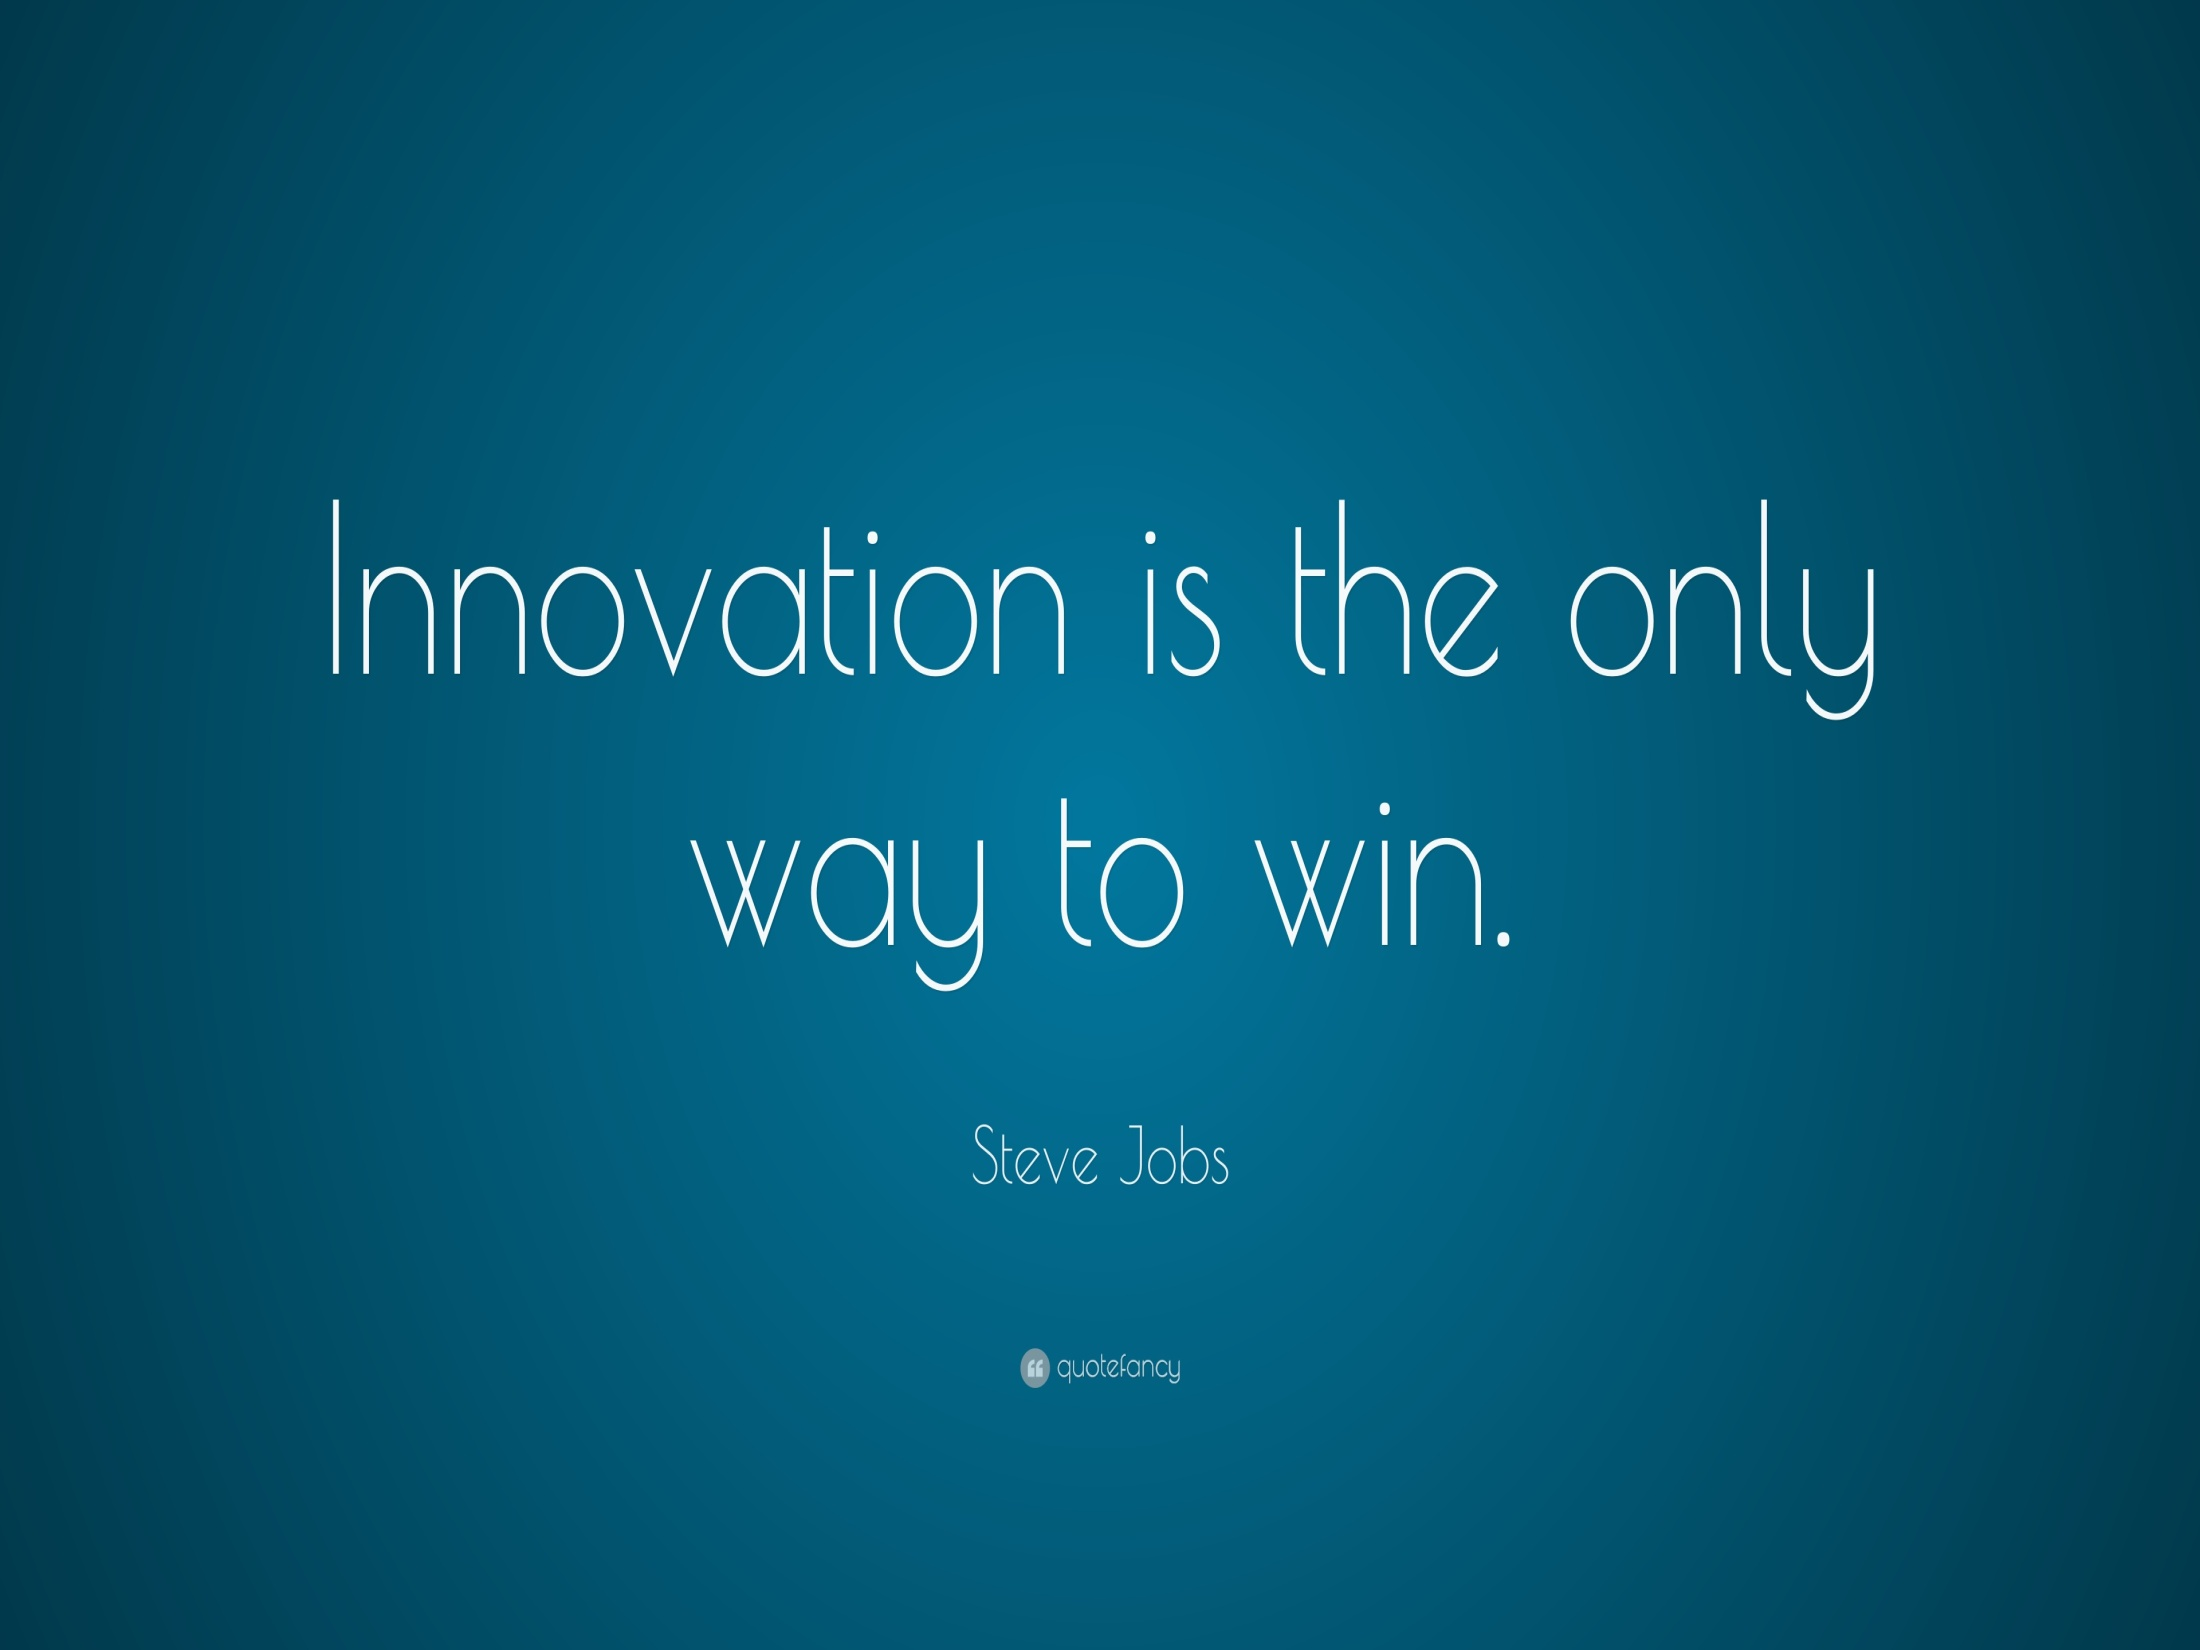 Innovation is the only
way to win.
Steve Jobs
quotefancy